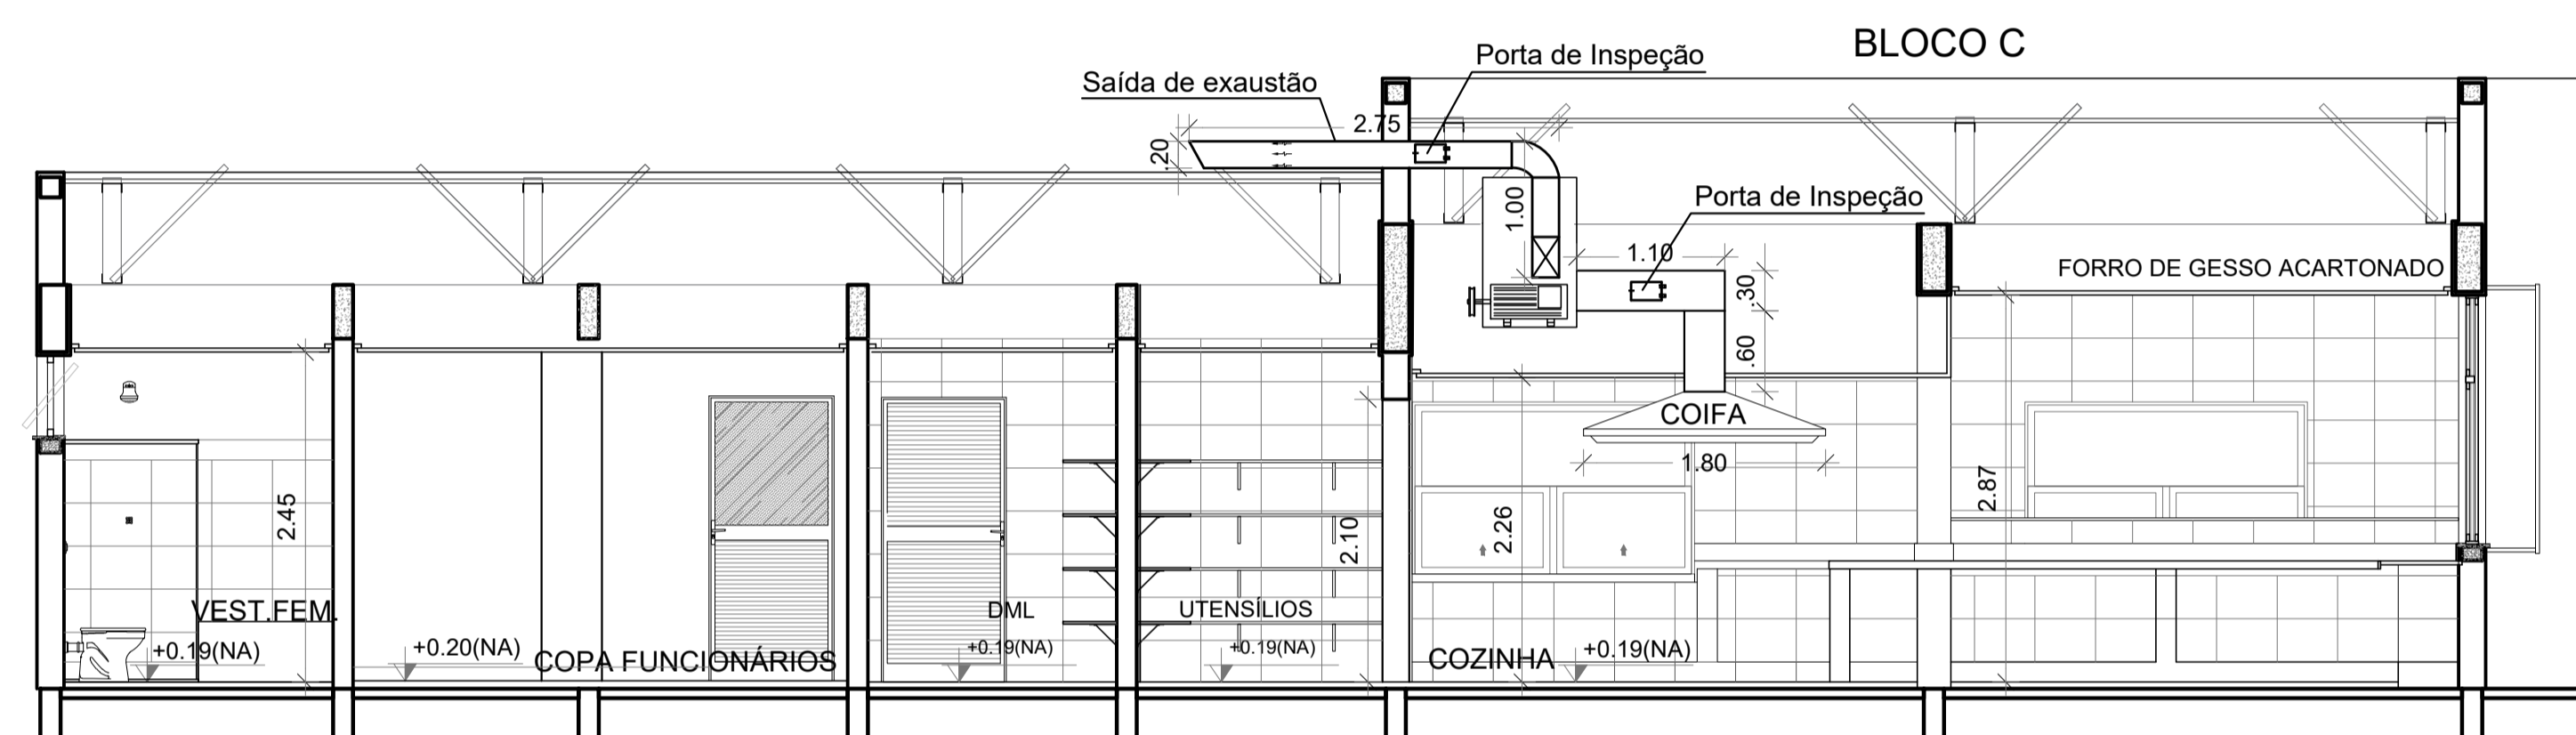 BLOCO C
Porta de Inspeção
Saída de exaustão
2.75
.20
1.00
Porta de Inspeção
1.10
.30
.60
FORRO DE GESSO ACARTONADO
COIFA
1.80
2.45
2.10
2.26
2.87
VEST.FEM.
DML
UTENSÍLIOS
+0.19(NA)
+0.20(NA)
COPA FUNCIONÁRIOS
+0.19(NA)
+0.19(NA)
COZINHA
+0.19(NA)